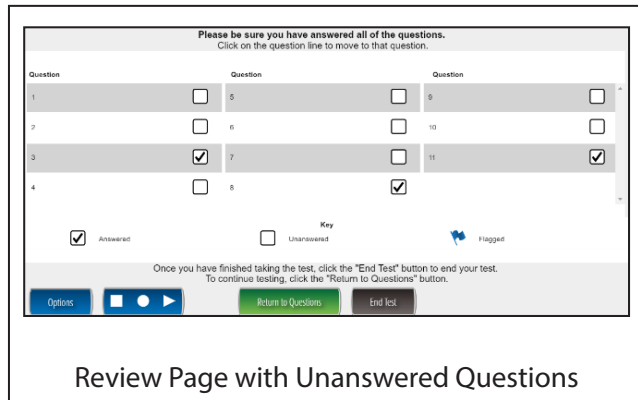 Please be sure you have answered all of the questions.
Click on the question line to move to that question.
Question Question Question
1 5 9
2 6 10
3 7 11
4 8
Key
Answered Unanswered Flagged
Once you have finished taking the test, click the "End Test" button to end your test.
To continue testing, click the "Return to Questions" button.
Options Return to Questions End Test
Review Page with Unanswered Questions